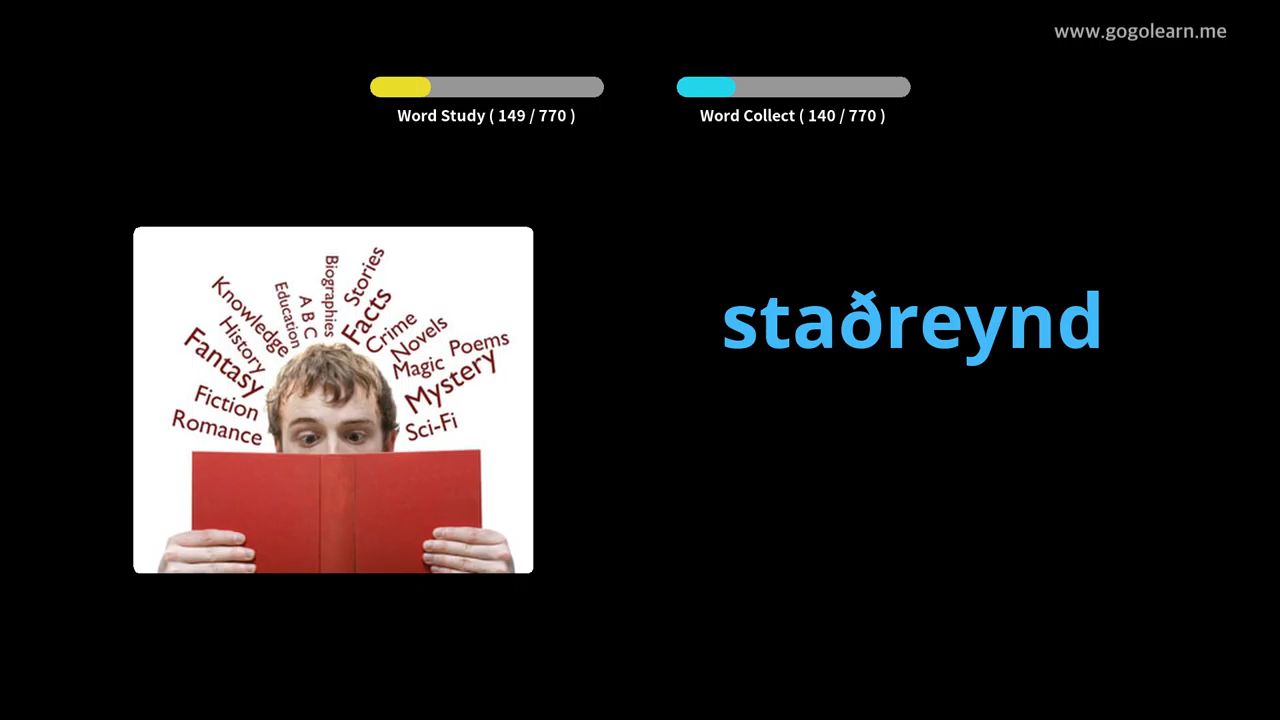 www.gogolearn.me
Word Study ( 149 / 770 )
Word Collect ( 140 / 770 )
Biographies
Stories
Facts
A B C
Education
Knowledge
History
Fantasy
Fiction
Romance
Crime
Novels
Poems
Magic
Mystery
Sci-Fi
staðreynd